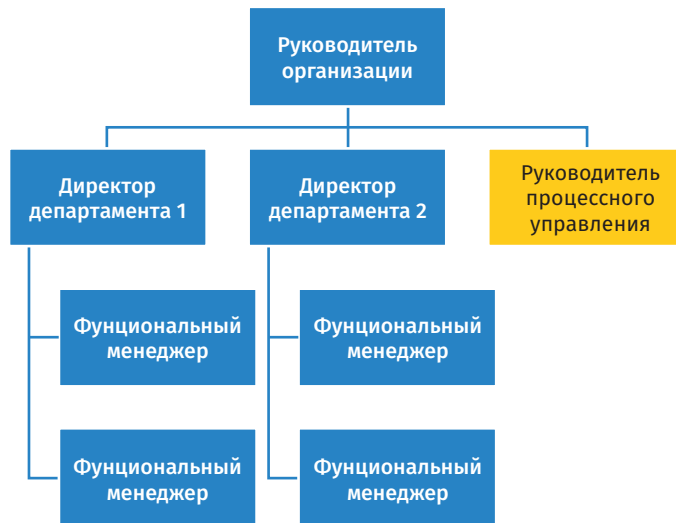 Руководитель
организации
Директор
департамента 1
Директор
департамента 2
Руководитель
процессного
управления
Фунциональный
менеджер
Фунциональный
менеджер
Фунциональный
менеджер
Фунциональный
менеджер